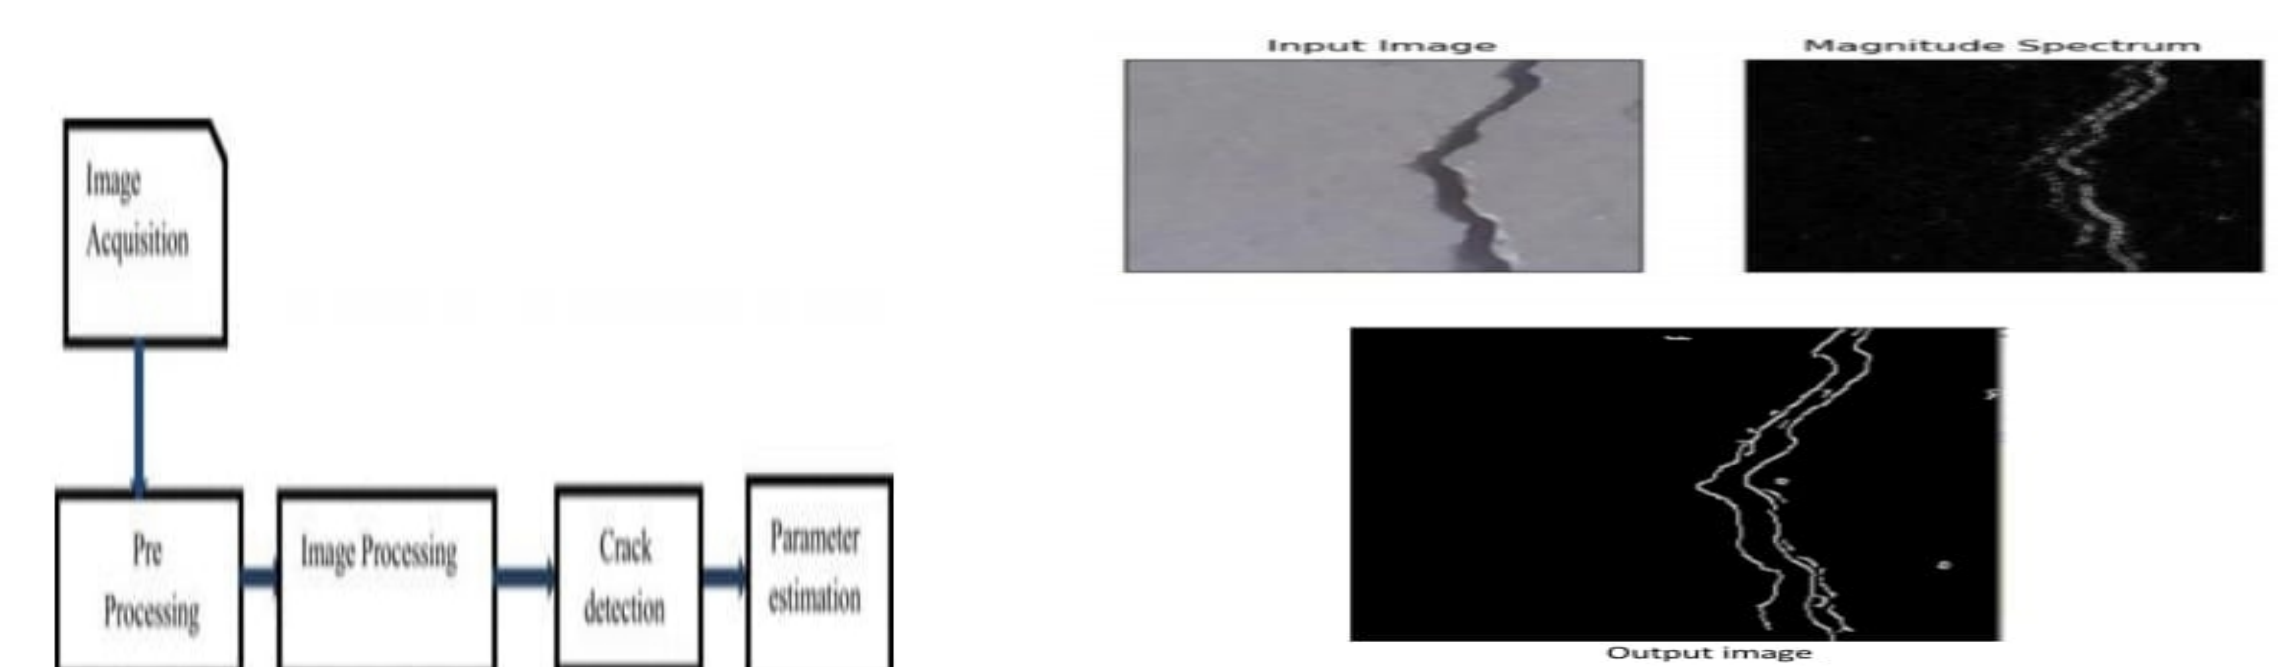 Image
Acquisition
Pre
Processing
Image Processing
Crack
detection
Parameter
estimation
Input Image
Magnitude Spectrum
Output image